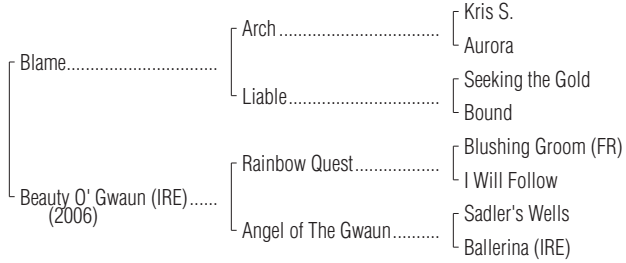 Kris S.
Arch..................................
Aurora
Blame................................
Seeking the Gold
Liable................................
Bound
Blushing Groom (FR)
Rainbow Quest..................
I Will Follow
Beauty O' Gwaun (IRE)......
(2006)
Sadler's Wells
Angel of The Gwaun..........
Ballerina (IRE)